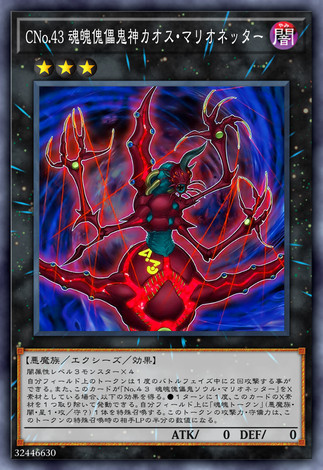 CNo.43 魂魄傀儡鬼神カオス・マリオネッター
やみ
闇
43
【悪魔族／エクシーズ／効果】
闇属性レベル３モンスター×４
自分フィールド上のトークンは１度のバトルフェイズ中に２回攻撃する事が
できる。また、このカードが「No.43 魂魄傀儡鬼ソウル・マリオネッター」をX
素材としている場合、以下の効果を得る。●１ターンに１度、このカードのX素
材を１つ取り除いて発動できる。自分フィールド上に「魂魄トークン」（悪魔族・
闇・星１・攻／守？）１体を特殊召喚する。このトークンの攻撃力・守備力は、こ
のトークンの特殊召喚時の相手LPの半分の数値になる。
ATK/ 0 DEF/ 0
32446630